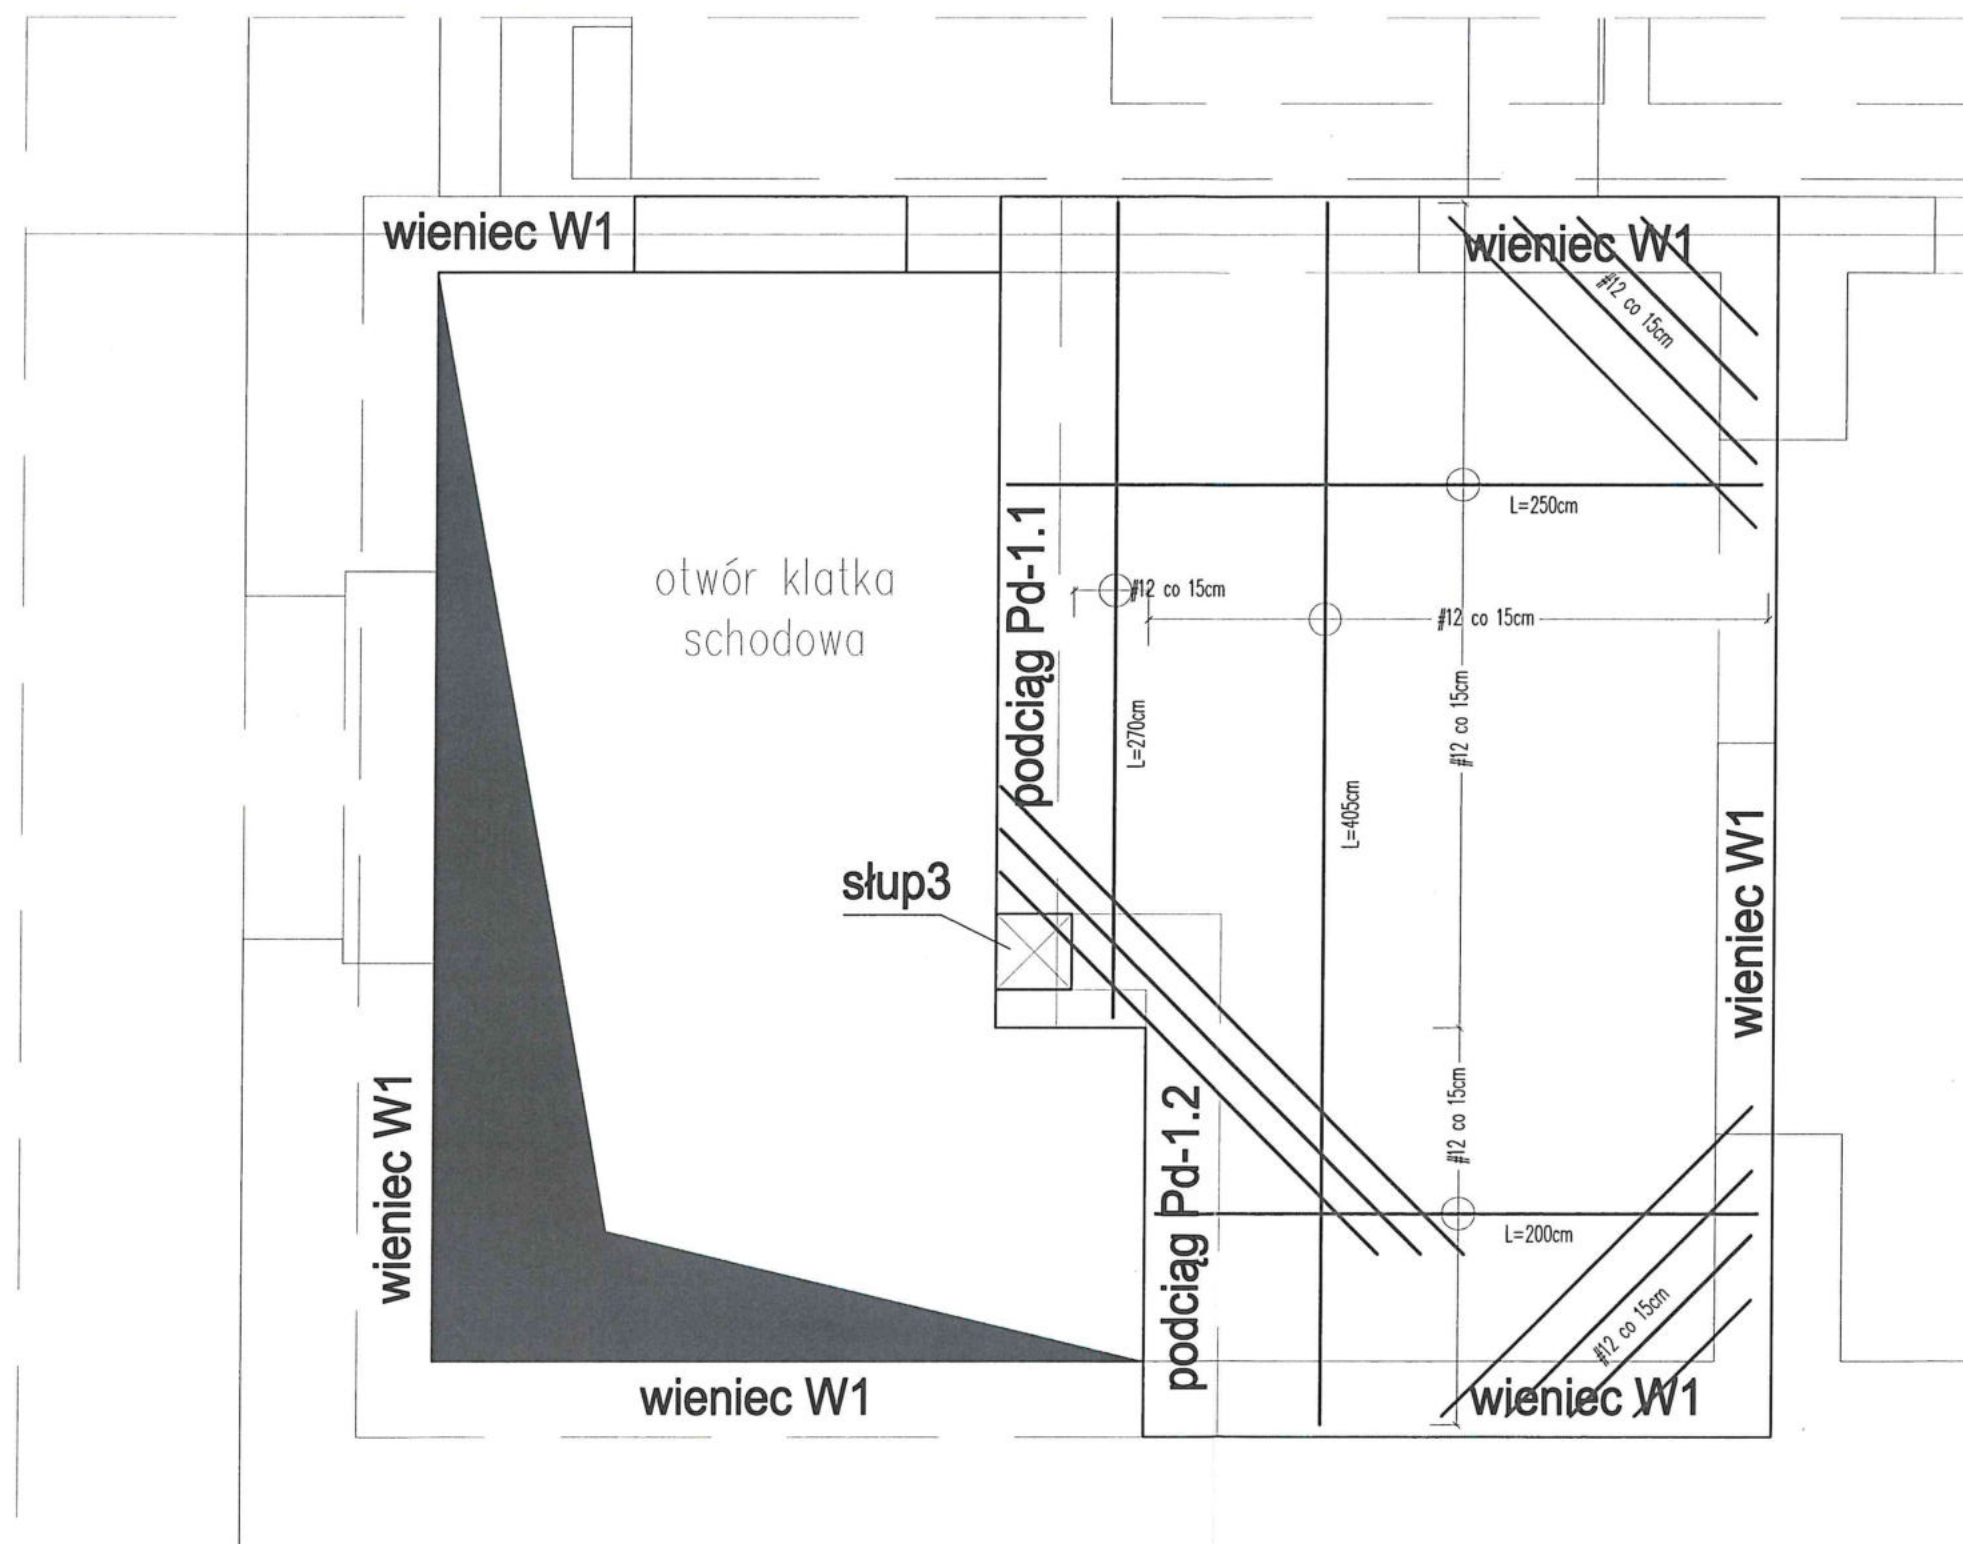 wieniec W1
wieniec W1
#12 co 15cm
L=250cm
podciąg Pd-1.1
otwór klatka
schodowa
#12 co 15cm
#12 co 15cm
#12 co 15cm
L=270cm
L=405cm
słup3
wieniec W1
wieniec W1
#12 co 15cm
podciąg Pd-1.2
L=200cm
#12 co 15cm
wieniec W1
wieniec W1